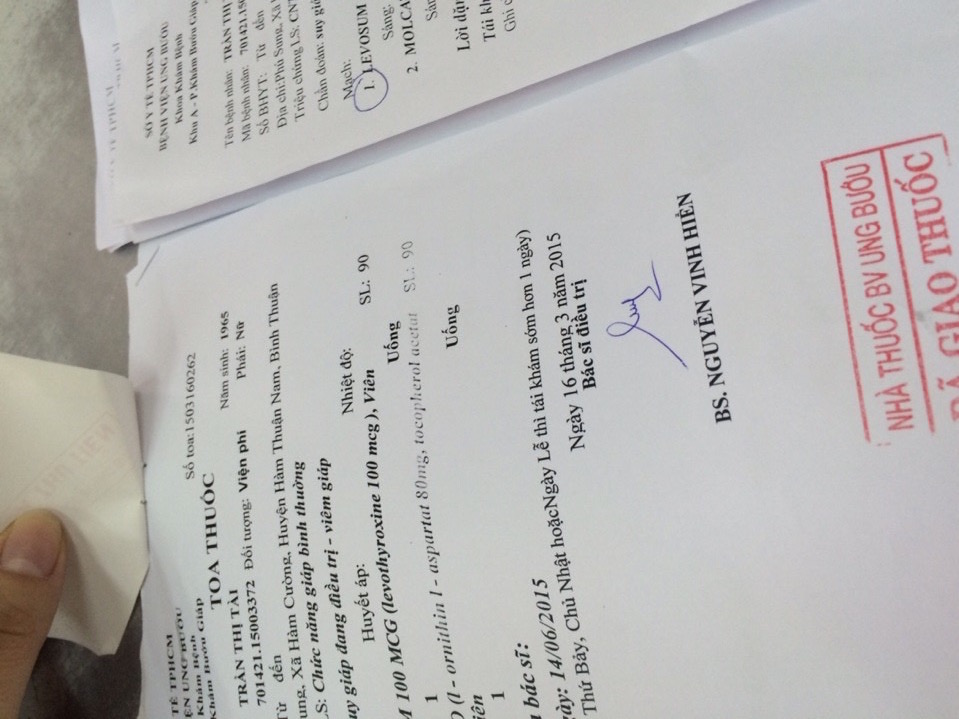 SỞ Y TẾ TPHCM
BỆNH VIỆN UNG BƯỚU
Khoa Khám Bệnh
Khu A - P.Khám Bướu Giáp
Tên bệnh nhân: TRẦN THỊ
Mã bệnh nhân: 701421.15
Số BHYT: Từ đến
Địa chỉ:Phú Sung, Xã
Triệu chứng LS: CN
Chẩn đoán: suy giá
Mạch:
1. LEVOSUM
Sáng:
2. MOLCA
Sáng
Lời dặ
Tái kh
Ghi c
TẾ TPHCM
ỆN UNG BƯỚU
Khám Bệnh
Khám Bướu Giáp
Số toa:1503160262
TOA THUỐC
TRẦN THỊ TÀI Năm sinh: 1965
701421.15003372 Đối tượng: Viện phí Phái: Nữ
Từ đến
ung, Xã Hàm Cường, Huyện Hàm Thuận Nam, Bình Thuận
.S: Chức năng giáp bình thường
uy giáp đang điều trị - viêm giáp
Huyết áp: Nhiệt độ:
M 100 MCG (levothyroxine 100 mcg ), Viên SL: 90
1 Uống
O (l - ornithin l - aspartat 80mg, tocopherol acetat SL: 90
iên 1 Uống
a bác sĩ:
gày: 14/06/2015
Thứ Bảy, Chủ Nhật hoặcNgày Lễ thì tái khám sớm hơn 1 ngày)
Ngày 16 tháng 3 năm 2015
Bác sĩ điều trị
BS. NGUYỄN VINH HIỂN
NHÀ THUỐC BV UNG BƯỚU
ĐÃ GIAO THUỐC